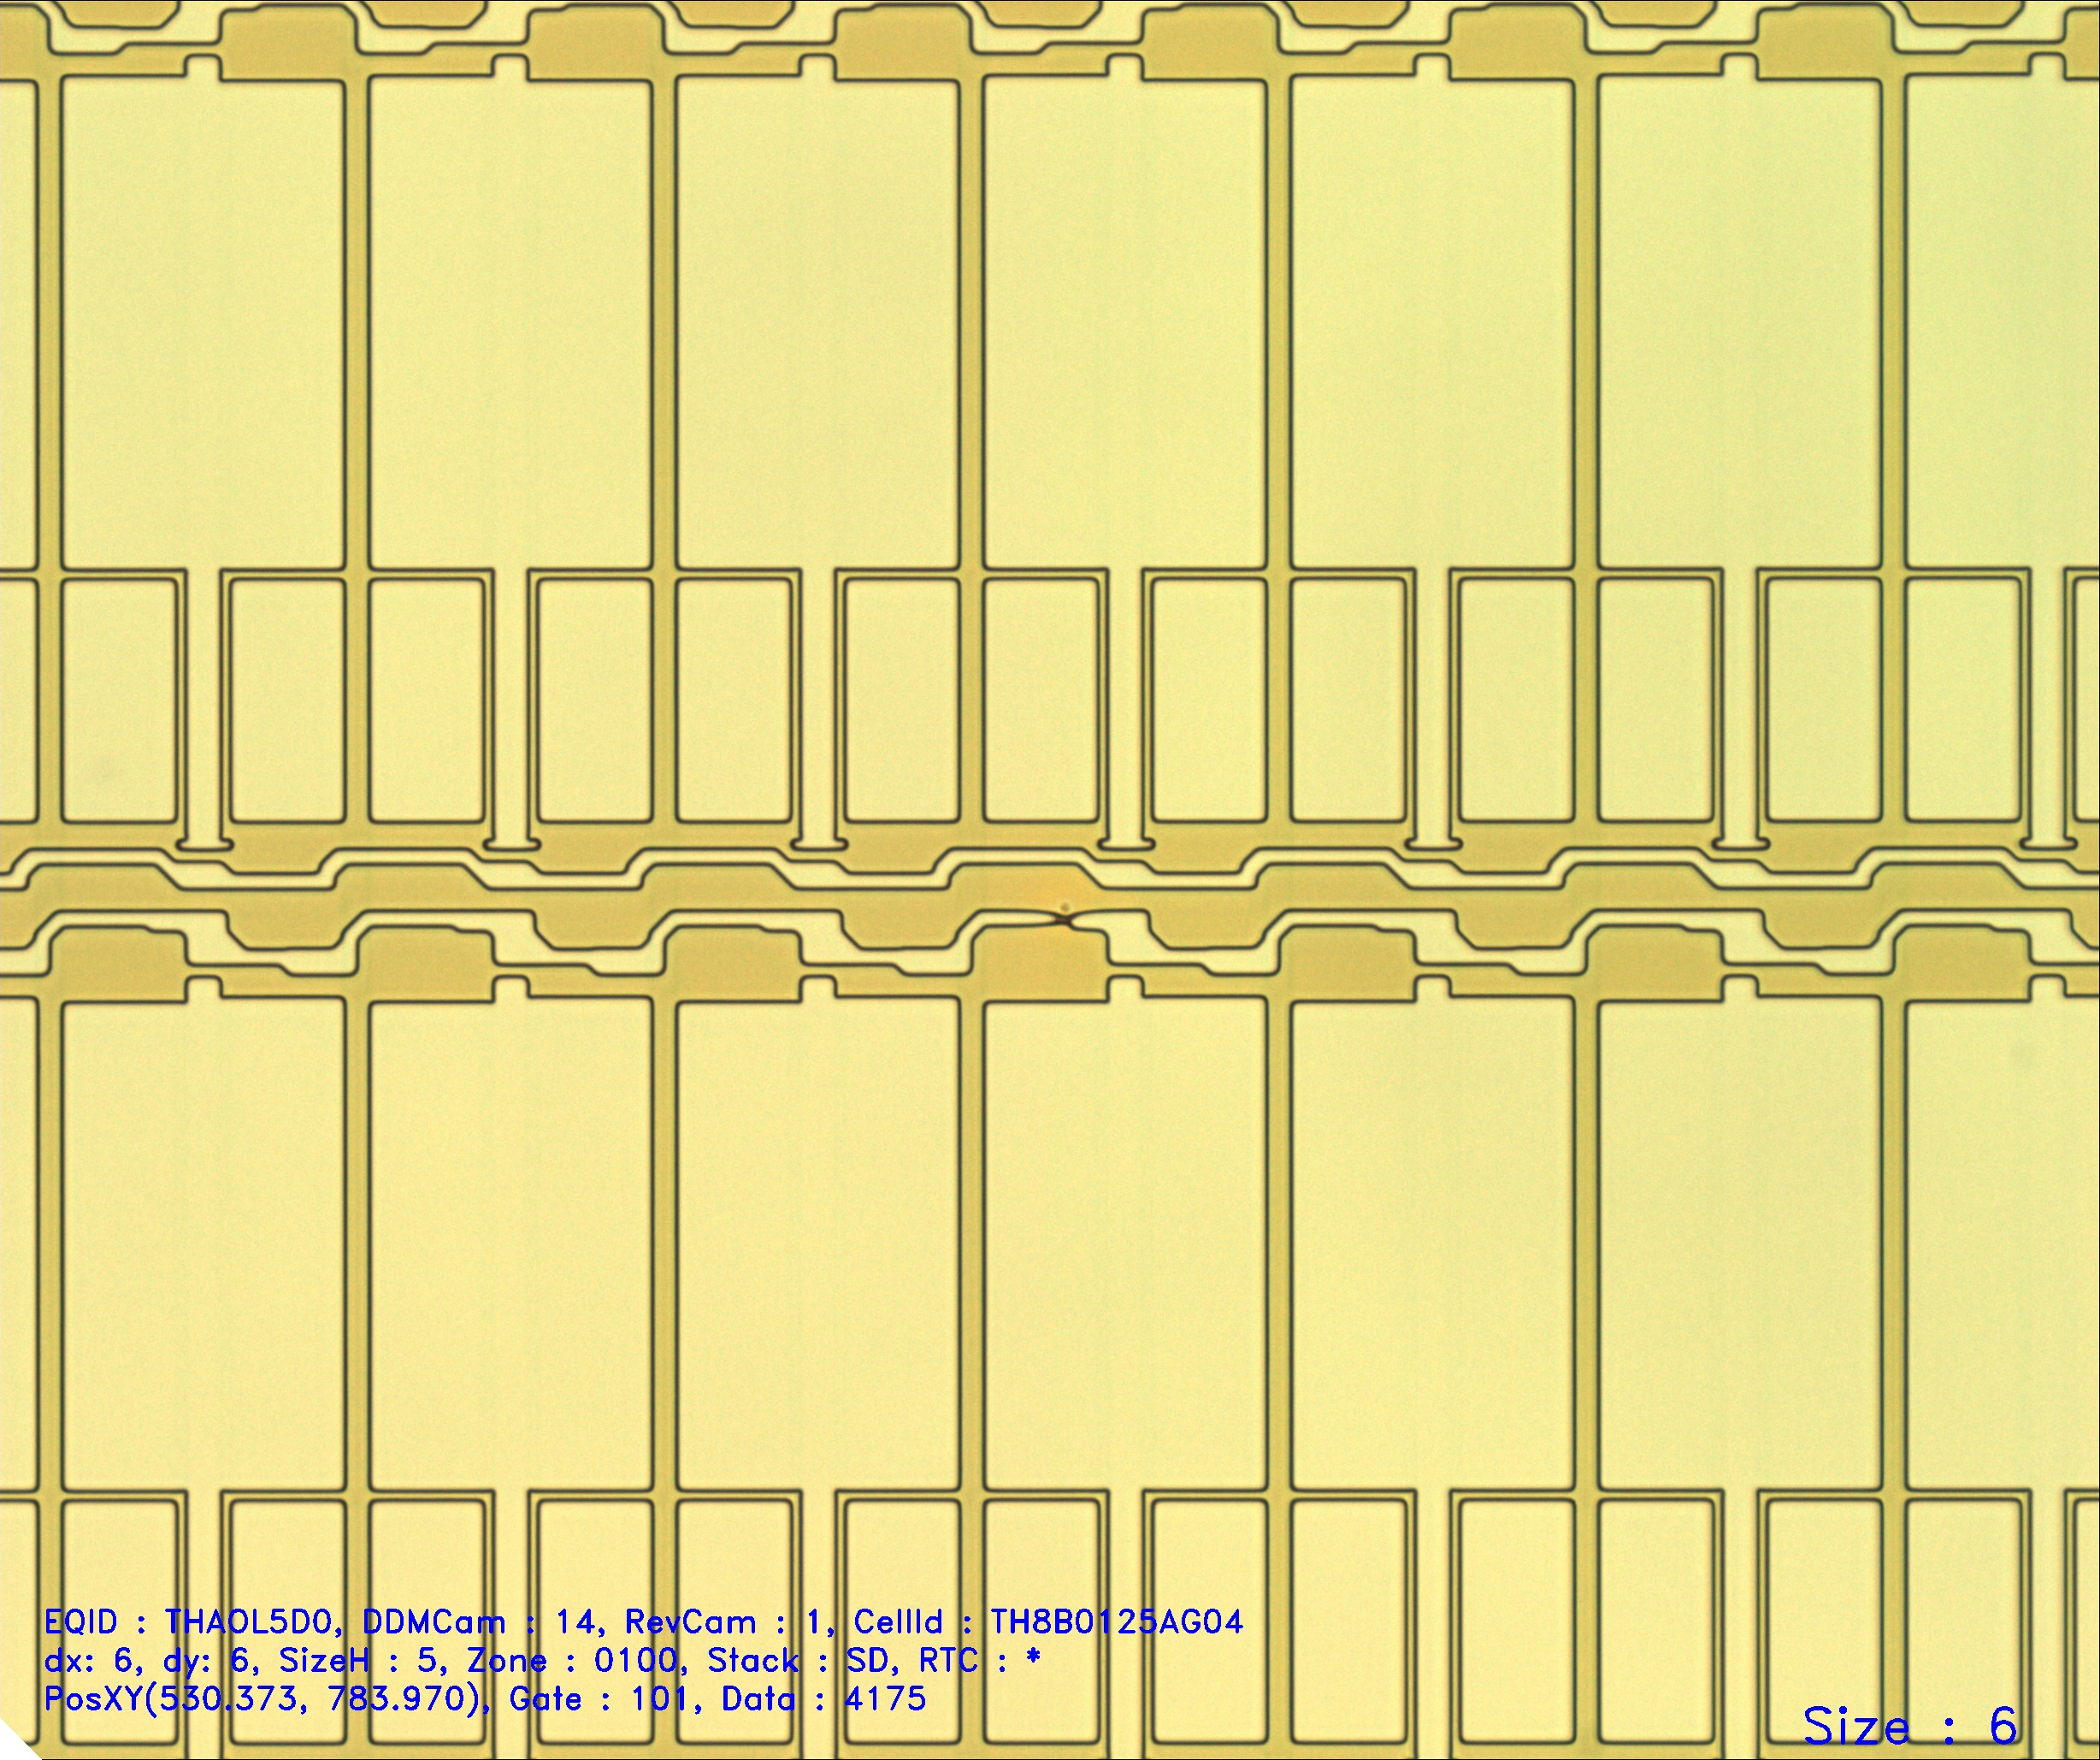 EQID : THAOL5D0, DDMCam : 14, RevCam : 1, CellId : TH8B0125AG04
dx: 6, dy: 6, SizeH : 5, Zone : 0100, Stack : SD, RTC : *
PosXY(530.373, 783.970), Gate : 101, Data : 4175
Size : 6